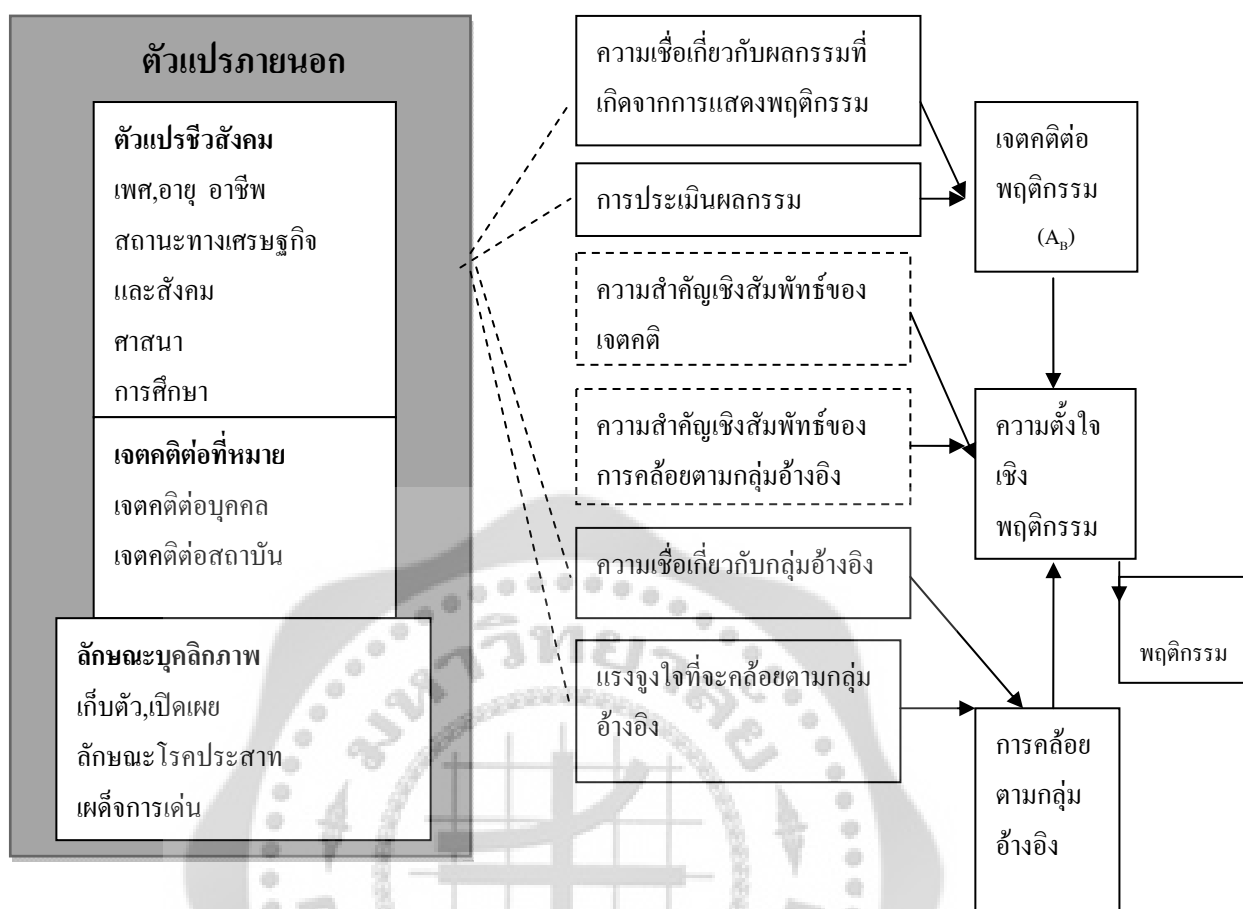 ตัวแปรภายนอก
ตัวแปรชีวสังคม
เพศ,อายุ อาชีพ
สถานะทางเศรษฐกิจ
และสังคม
ศาสนา
การศึกษา
เจตคติต่อที่หมาย
เจตคติต่อบุคคล
เจตคติต่อสถาบัน
ลักษณะบุคลิกภาพ
เก็บตัว,เปิดเผย
ลักษณะโรคประสาท
เผด็จการเด่น
ความเชื่อเกี่ยวกับผลกรรมที่
เกิดจากการแสดงพฤติกรรม
การประเมินผลกรรม
ความสำคัญเชิงสัมพัทธ์ของ
เจตคติ
ความสำคัญเชิงสัมพัทธ์ของ
การคล้อยตามกลุ่มอ้างอิง
ความเชื่อเกี่ยวกับกลุ่มอ้างอิง
แรงจูงใจที่จะคล้อยตามกลุ่ม
อ้างอิง
เจตคติต่อ
พฤติกรรม
(A_B)
ความตั้งใจ
เชิง
พฤติกรรม
พฤติกรรม
การคล้อย
ตามกลุ่ม
อ้างอิง
มหาวิทยาลัย